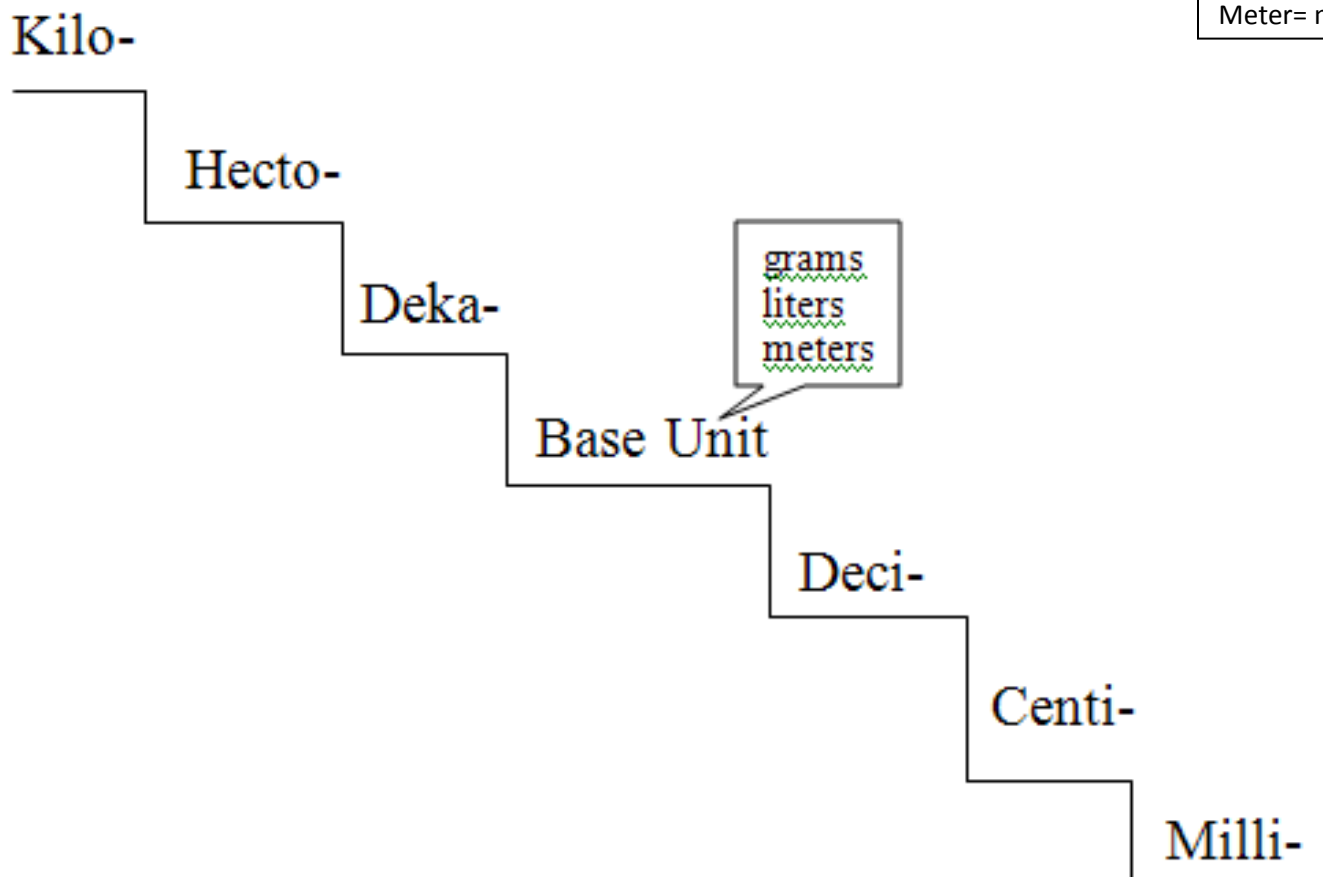 Meter=
Kilo-
Hecto-
grams
liters
meters
Deka-
Base Unit
Deci-
Centi-
Milli-